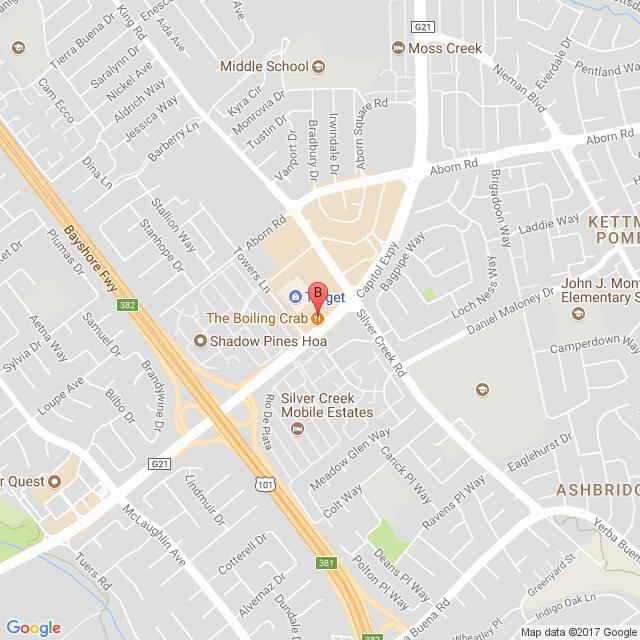 Enesco
King Rd
Tierra Buena Dr
Saralynn Dr
Nickel Ave
Aida Ave
Aldrich Way
Jessica Way
Cam Ecco
Barberry Ln
Dina Ln
G21
Moss Creek
Middle School
Kyra Cir
Monrovia Dr
Tustin Dr
Varport Dr
Bradbury Dr
Irwindale Dr
Aborn Square Rd
Nieman Blvd
Everdale Dr
Pentland Way
Aborn Rd
Aborn Rd
Brigadoon Way
Laddie Way
Stallion Way
Stanhope Dr
Towers Ln
E Aborn Rd
Bayshore Fwy
Plumas Dr
Capitol Expy
Bagpipe Way
Loch Ness Way
Daniel Maloney Dr
KETTM
POME
John J. Mont
Elementary S
Camperdown Way
382
B
Target
The Boiling Crab
Shadow Pines Hoa
Silver Creek Rd
Samuel Dr
Aetna Way
Sylvia Dr
Loupe Ave
Bilbo Dr
Brandywine Dr
Rio De Plata
Silver Creek
Mobile Estates
Meadow Glen Way
Carick Pl Way
Eaglehurst Dr
Ravens Pl Way
ASHBRIDG
G21
r Quest
101
Colt Way
Lindmuir Dr
McLaughlin Ave
Cotterell Dr
Alvernaz Dr
Dundale D
Tuers Rd
381
Deans Pl Way
Polton Pl Way
Yerba Buen
a Buena Rd
Greenyard St
Indigo Oak Ln
Wheatley Pl
382
Google
Map data ©2017 Google